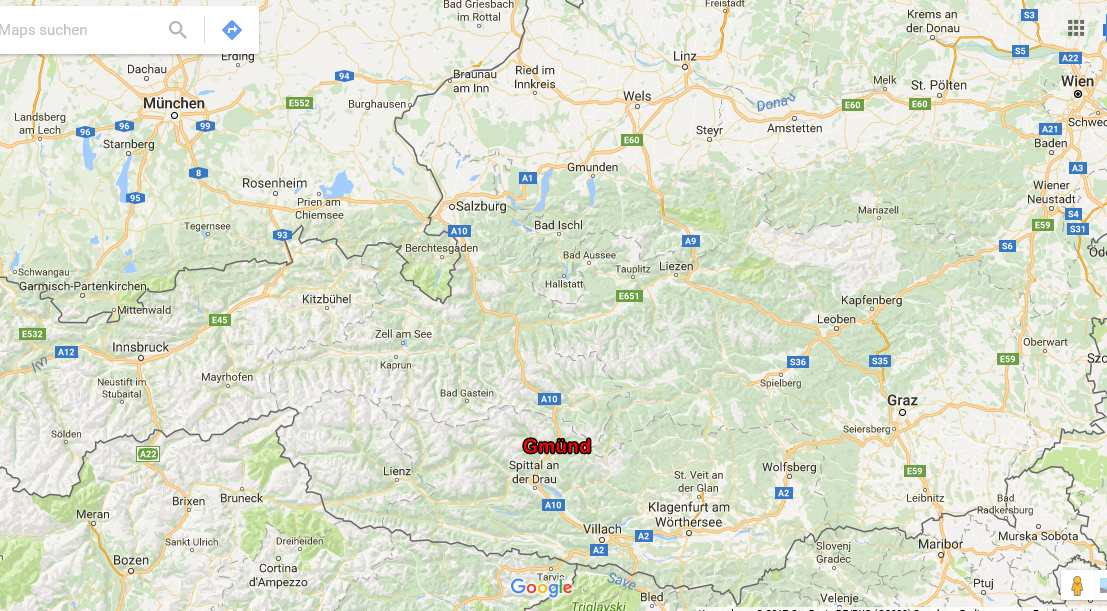 Maps suchen
Bad Griesbach
im Rottal
Freistadt
Krems an
der Donau
S3
S5
A22
Erding
Dachau
94
Braunau
am Inn
Ried im
Innkreis
Linz
Melk
St. Pölten
Wien
München
E552
Burghausen
Wels
Donau
E60
E60
Landsberg
am Lech
96
96
99
Steyr
Amstetten
A21
Schwec
Starnberg
E60
Baden
8
Gmunden
A3
A1
Rosenheim
95
Prien am
Chiemsee
Salzburg
Wiener
Neustadt
Mariazell
S4
Tegernsee
93
A10
Bad Ischl
E59
S31
A9
S6
Berchtesgaden
Bad Aussee
Tauplitz
Liezen
Schwangau
Garmisch-Partenkirchen
Hallstatt
E651
Kitzbühel
Kapfenberg
Mittenwald
E45
Leoben
E532
Zell am See
A12
Innsbruck
Inn
Kaprun
Oberwart
S36
S35
E59
Szo
Neustift im
Stubaital
Mayrhofen
Bad Gastein
Spielberg
A10
Graz
Sölden
Seiersberg
Gmünd
A22
Lienz
Spittal an
der Drau
St. Veit an
der Glan
Wolfsberg
E59
Brixen
Bruneck
A10
A2
Leibnitz
Bad
Radkersburg
Meran
Klagenfurt am
Wörthersee
Villach
A2
A2
Murska Sobota
Sankt Ulrich
Dreiheiden
Slovenj
Gradec
Maribor
Bozen
Cortina
d'Ampezzo
Tarvis
Google
Save
Bled
Ptuj
Velenje
Triglavski